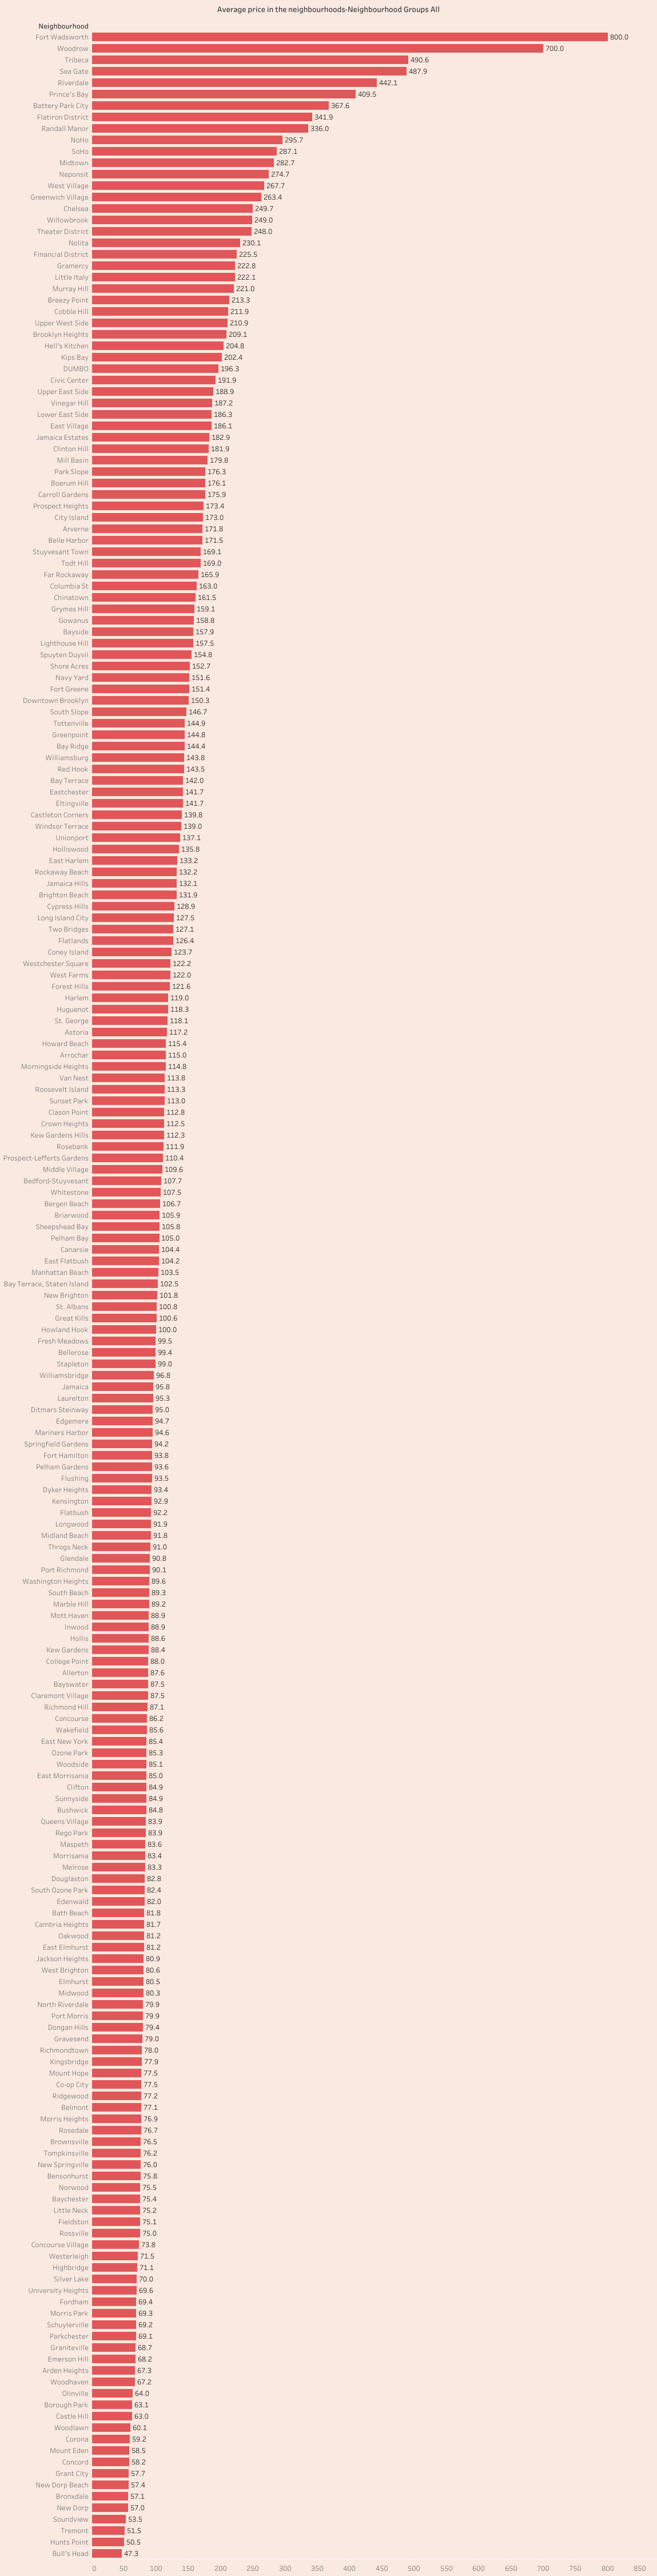 Average price in the neighbourhoods-Neighbourhood Groups All
Neighbourhood
Fort Wadsworth 800.0
Woodrow 700.0
Tribeca 490.6
Sea Gate 487.9
Riverdale 442.1
Prince's Bay 409.5
Battery Park City 367.6
Flatiron District 341.9
Randall Manor 336.0
NoHo 295.7
SoHo 287.1
Midtown 282.7
Neponsit 274.7
West Village 267.7
Greenwich Village 263.4
Chelsea 249.7
Willowbrook 249.0
Theater District 248.0
Nolita 230.1
Financial District 225.5
Gramercy 222.8
Little Italy 222.1
Murray Hill 221.0
Breezy Point 213.3
Cobble Hill 211.9
Upper West Side 210.9
Brooklyn Heights 209.1
Hell's Kitchen 204.8
Kips Bay 202.4
DUMBO 196.3
Civic Center 191.9
Upper East Side 188.9
Vinegar Hill 187.2
Lower East Side 186.3
East Village 186.1
Jamaica Estates 182.9
Clinton Hill 181.9
Mill Basin 179.8
Park Slope 176.3
Boerum Hill 176.1
Carroll Gardens 175.9
Prospect Heights 173.4
City Island 173.0
Arverne 171.8
Belle Harbor 171.5
Stuyvesant Town 169.1
Todt Hill 169.0
Far Rockaway 165.9
Columbia St 163.0
Chinatown 161.5
Grymes Hill 159.1
Gowanus 158.8
Bayside 157.9
Lighthouse Hill 157.5
Spuyten Duyvil 154.8
Shore Acres 152.7
Navy Yard 151.6
Fort Greene 151.4
Downtown Brooklyn 150.3
South Slope 146.7
Tottenville 144.9
Greenpoint 144.8
Bay Ridge 144.4
Williamsburg 143.8
Red Hook 143.5
Bay Terrace 142.0
Eastchester 141.7
Eltingville 141.7
Castleton Corners 139.8
Windsor Terrace 139.0
Unionport 137.1
Holliswood 135.8
East Harlem 133.2
Rockaway Beach 132.2
Jamaica Hills 132.1
Brighton Beach 131.9
Cypress Hills 128.9
Long Island City 127.5
Two Bridges 127.1
Flatlands 126.4
Coney Island 123.7
Westchester Square 122.2
West Farms 122.0
Forest Hills 121.6
Harlem 119.0
Huguenot 118.3
St. George 118.1
Astoria 117.2
Howard Beach 115.4
Arrochar 115.0
Morningside Heights 114.8
Van Nest 113.8
Roosevelt Island 113.3
Sunset Park 113.0
Clason Point 112.8
Crown Heights 112.5
Kew Gardens Hills 112.3
Rosebank 111.9
Prospect-Lefferts Gardens 110.4
Middle Village 109.6
Bedford-Stuyvesant 107.7
Whitestone 107.5
Bergen Beach 106.7
Briarwood 105.9
Sheepshead Bay 105.8
Pelham Bay 105.0
Canarsie 104.4
East Flatbush 104.2
Manhattan Beach 103.5
Bay Terrace, Staten Island 102.5
New Brighton 101.8
St. Albans 100.8
Great Kills 100.6
Howland Hook 100.0
Fresh Meadows 99.5
Bellerose 99.4
Stapleton 99.0
Williamsbridge 96.8
Jamaica 95.8
Laurelton 95.3
Ditmars Steinway 95.0
Edgemere 94.7
Mariners Harbor 94.6
Springfield Gardens 94.2
Fort Hamilton 93.8
Pelham Gardens 93.6
Flushing 93.5
Dyker Heights 93.4
Kensington 92.9
Flatbush 92.2
Longwood 91.9
Midland Beach 91.8
Throgs Neck 91.0
Glendale 90.8
Port Richmond 90.1
Washington Heights 89.6
South Beach 89.3
Marble Hill 89.2
Mott Haven 88.9
Inwood 88.9
Hollis 88.6
Kew Gardens 88.4
College Point 88.0
Allerton 87.6
Bayswater 87.5
Claremont Village 87.5
Richmond Hill 87.1
Concourse 86.2
Wakefield 85.6
East New York 85.4
Ozone Park 85.3
Woodside 85.1
East Morrisania 85.0
Clifton 84.9
Sunnyside 84.9
Bushwick 84.8
Queens Village 83.9
Rego Park 83.9
Maspeth 83.6
Morrisania 83.4
Melrose 83.3
Douglaston 82.8
South Ozone Park 82.4
Edenwald 82.0
Bath Beach 81.8
Cambria Heights 81.7
Oakwood 81.2
East Elmhurst 81.2
Jackson Heights 80.9
West Brighton 80.6
Elmhurst 80.5
Midwood 80.3
North Riverdale 79.9
Port Morris 79.9
Dongan Hills 79.4
Gravesend 79.0
Richmondtown 78.0
Kingsbridge 77.9
Mount Hope 77.5
Co-op City 77.5
Ridgewood 77.2
Belmont 77.1
Morris Heights 76.9
Rosedale 76.7
Brownsville 76.5
Tompkinsville 76.2
New Springville 76.0
Bensonhurst 75.8
Norwood 75.5
Baychester 75.4
Little Neck 75.2
Fieldston 75.1
Rossville 75.0
Concourse Village 73.8
Westerleigh 71.5
Highbridge 71.1
Silver Lake 70.0
University Heights 69.6
Fordham 69.4
Morris Park 69.3
Schuylerville 69.2
Parkchester 69.1
Graniteville 68.7
Emerson Hill 68.2
Arden Heights 67.3
Woodhaven 67.2
Olinville 64.0
Borough Park 63.1
Castle Hill 63.0
Woodlawn 60.1
Corona 59.2
Mount Eden 58.5
Concord 58.2
Grant City 57.7
New Dorp Beach 57.4
Bronxdale 57.1
New Dorp 57.0
Soundview 53.5
Tremont 51.5
Hunts Point 50.5
Bull's Head 47.3
0 50 100 150 200 250 300 350 400 450 500 550 600 650 700 750 800 850